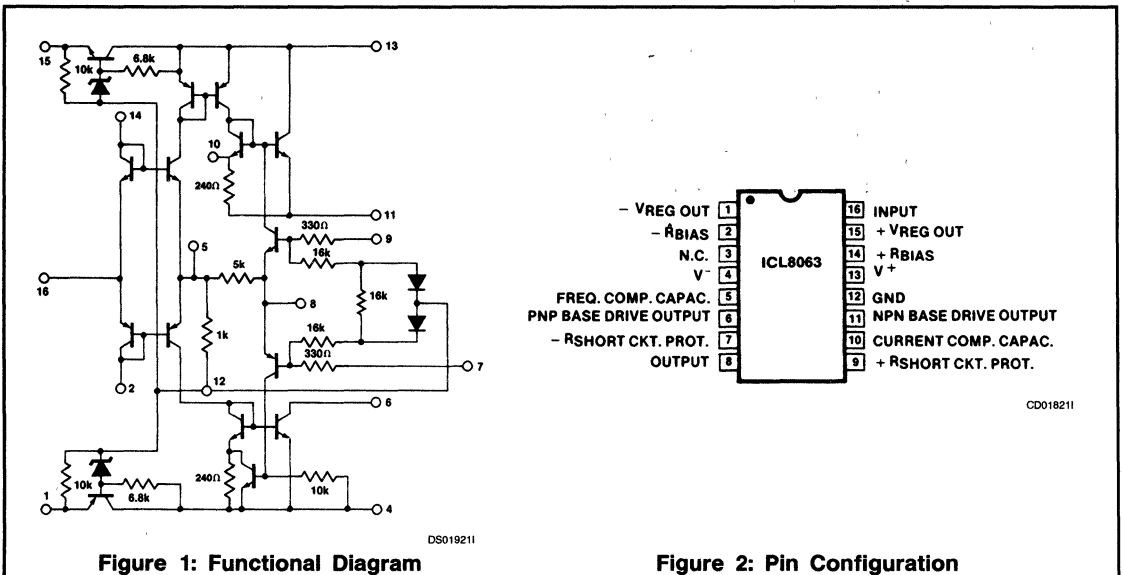 15
10k
6.8k
13
14
10
240Ω
11
330Ω
9
16k
5
5k
16k
16
8
1k
16k
330Ω
7
12
2
6
10k
6.8k
240Ω
10k
1
4
DS01921I
Figure 1: Functional Diagram
- VREG OUT 1
- RBIAS 2
N.C. 3
V- 4
FREQ. COMP. CAPAC. 5
PNP BASE DRIVE OUTPUT 6
- RSHORT CKT. PROT. 7
OUTPUT 8
ICL8063
16 INPUT
15 + VREG OUT
14 + RBIAS
13 V+
12 GND
11 NPN BASE DRIVE OUTPUT
10 CURRENT COMP. CAPAC.
9 + RSHORT CKT. PROT.
CD01821I
Figure 2: Pin Configuration